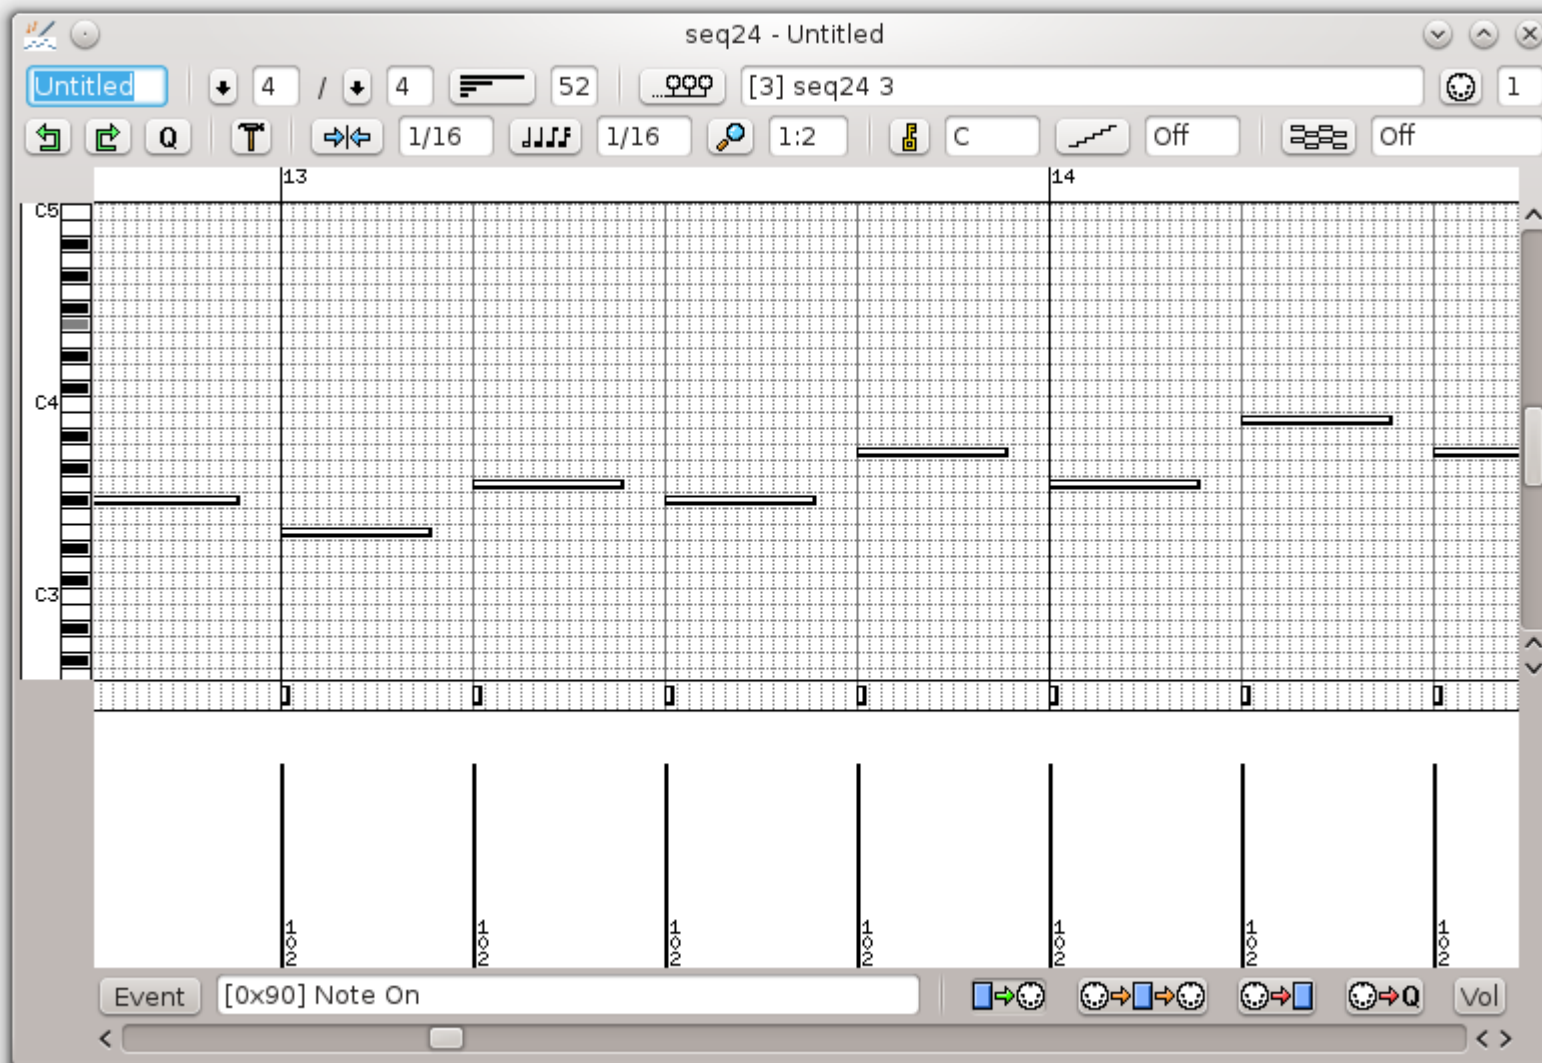 seq24 - Untitled
Untitled 4 / 4 52 ...ooo [3] seq24 3 1
Q 1/16 1/16 1:2 C Off Off
13 14
C5
C4
C3
102 102 102 102 102 102 102
Event [0x90] Note On Q Vol